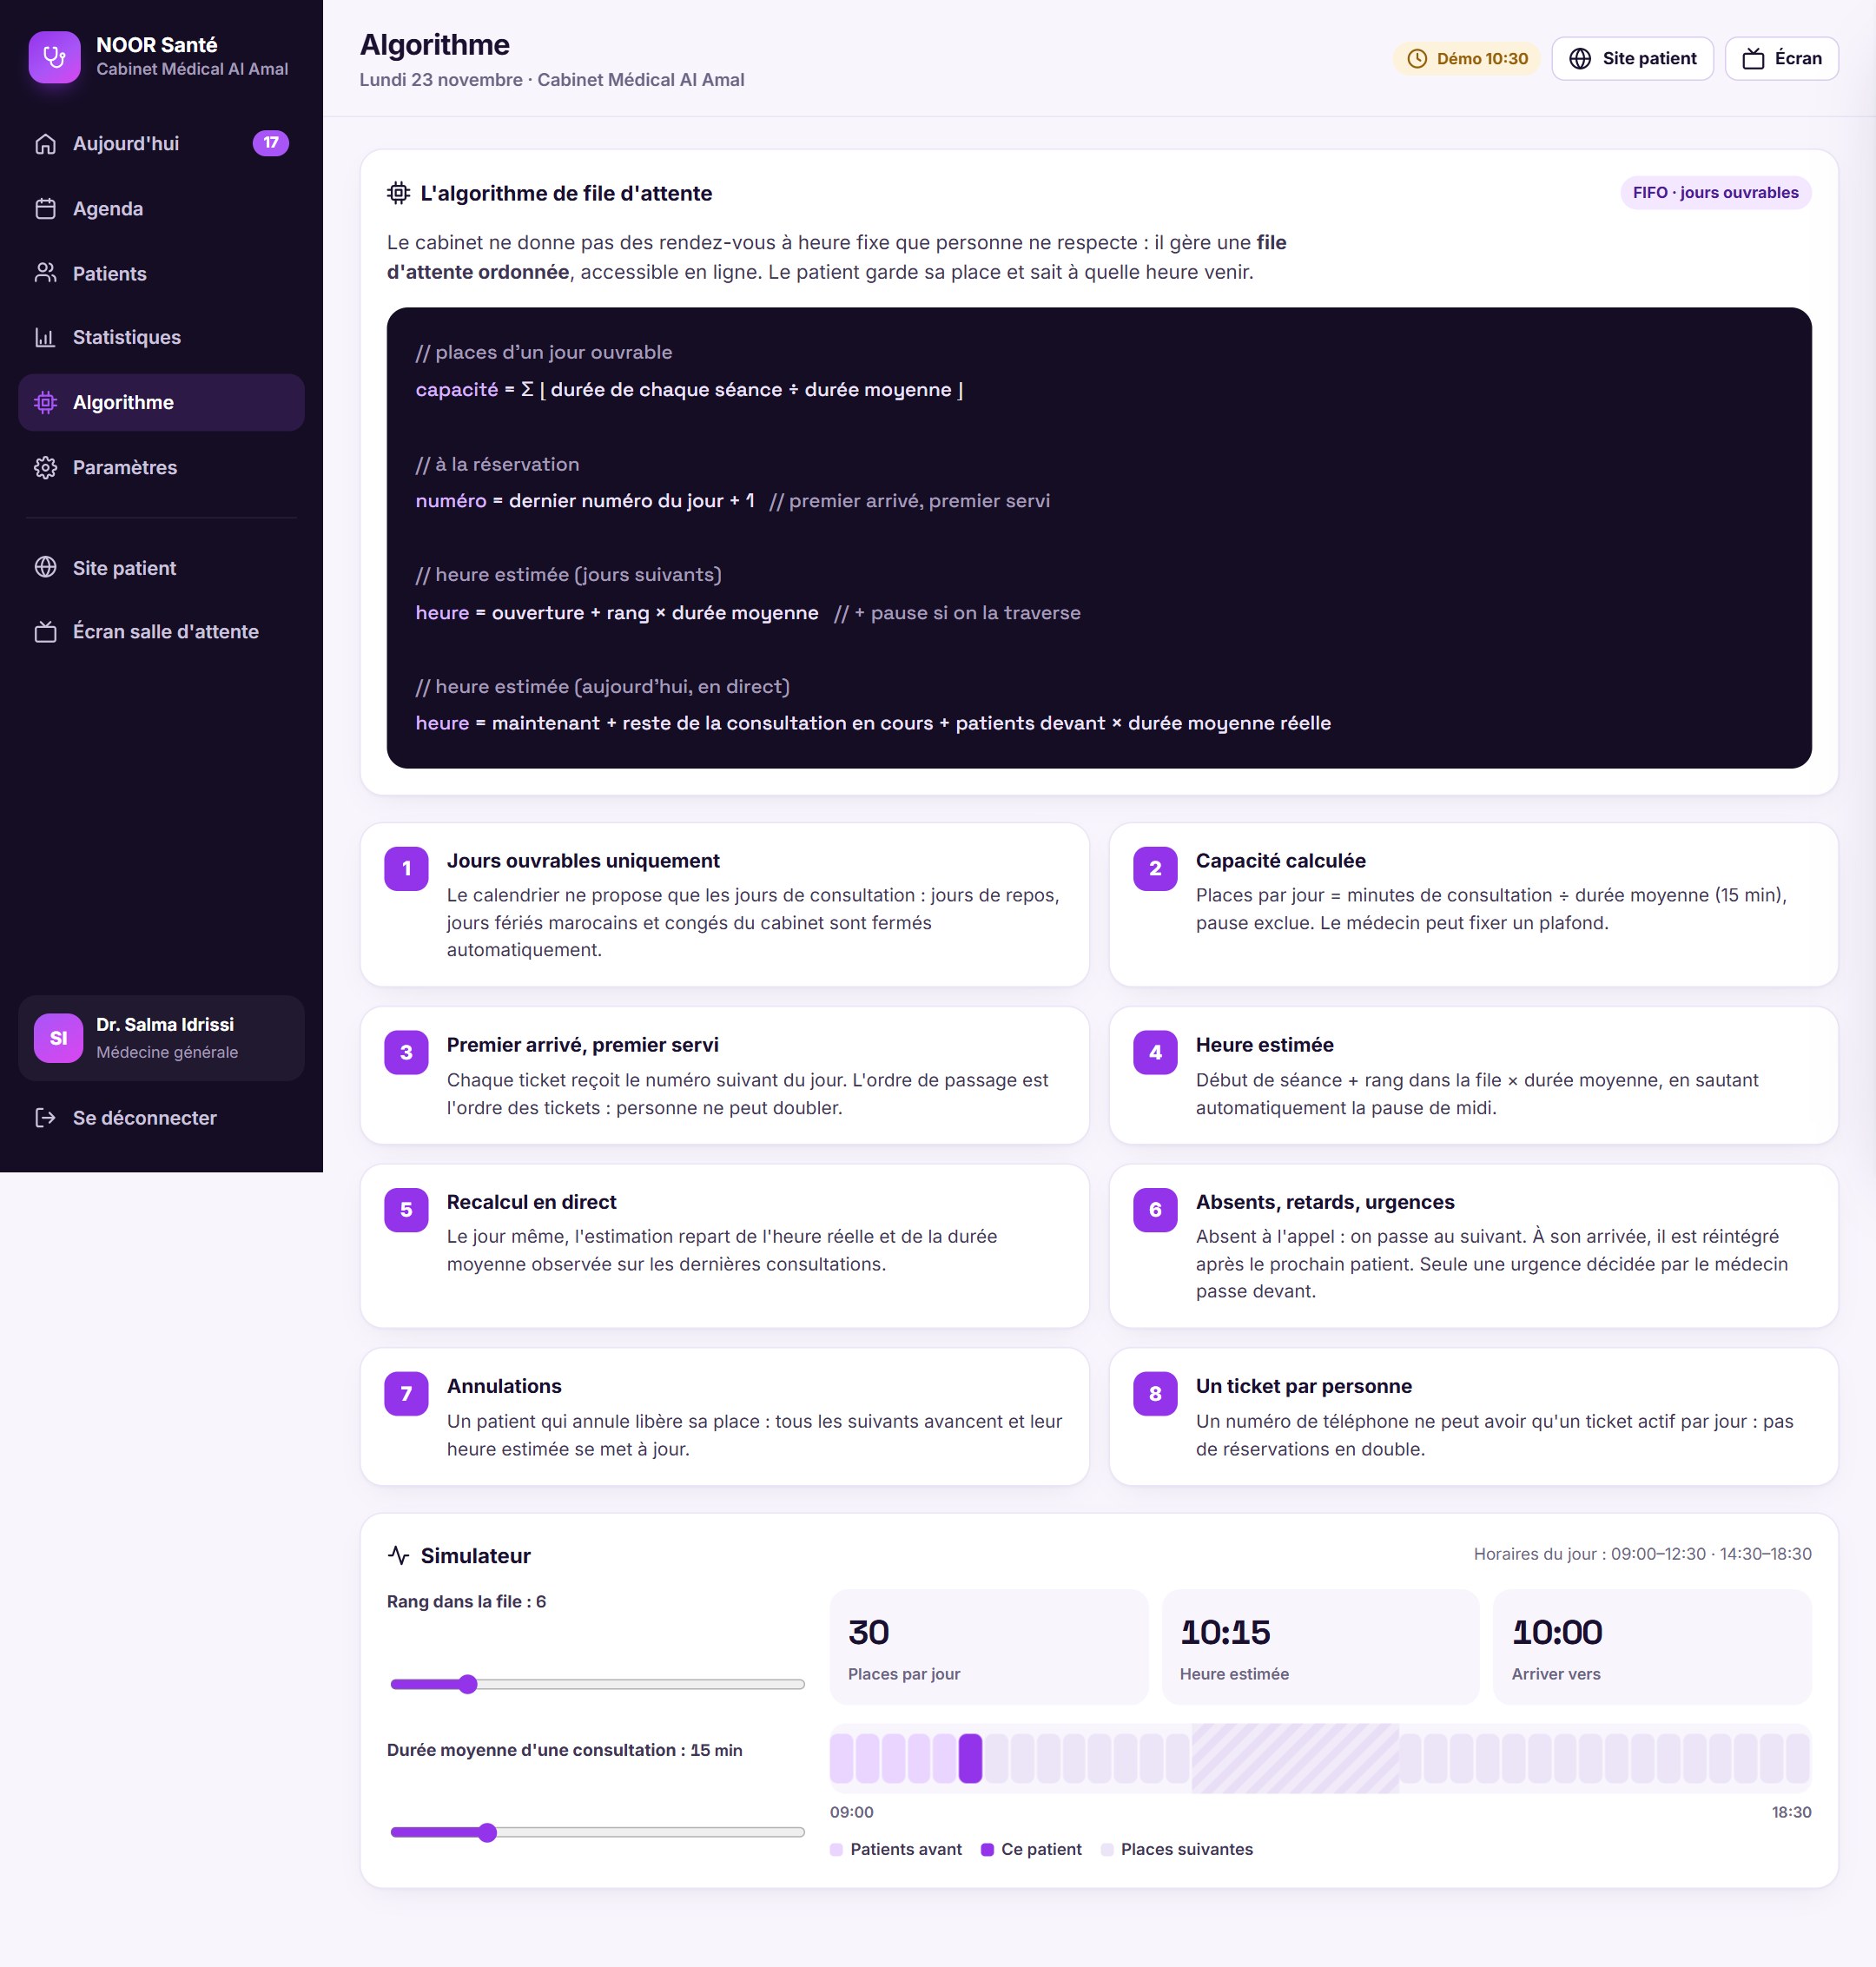 NOOR Santé
Cabinet Médical Al Amal
Aujourd'hui 17
Agenda
Patients
Statistiques
Algorithme
Paramètres
Site patient
Écran salle d'attente
SI
Dr. Salma Idrissi
Médecine générale
Se déconnecter
Algorithme
Lundi 23 novembre · Cabinet Médical Al Amal
Démo 10:30
Site patient
Écran
L'algorithme de file d'attente
FIFO · jours ouvrables
Le cabinet ne donne pas des rendez-vous à heure fixe que personne ne respecte : il gère une file
d'attente ordonnée, accessible en ligne. Le patient garde sa place et sait à quelle heure venir.
// places d'un jour ouvrable
capacité = Σ ⌊ durée de chaque séance ÷ durée moyenne ⌋
// à la réservation
numéro = dernier numéro du jour + 1 // premier arrivé, premier servi
// heure estimée (jours suivants)
heure = ouverture + rang × durée moyenne // + pause si on la traverse
// heure estimée (aujourd'hui, en direct)
heure = maintenant + reste de la consultation en cours + patients devant × durée moyenne réelle
1
Jours ouvrables uniquement
Le calendrier ne propose que les jours de consultation : jours de repos,
jours fériés marocains et congés du cabinet sont fermés
automatiquement.
2
Capacité calculée
Places par jour = minutes de consultation ÷ durée moyenne (15 min),
pause exclue. Le médecin peut fixer un plafond.
3
Premier arrivé, premier servi
Chaque ticket reçoit le numéro suivant du jour. L'ordre de passage est
l'ordre des tickets : personne ne peut doubler.
4
Heure estimée
Début de séance + rang dans la file × durée moyenne, en sautant
automatiquement la pause de midi.
5
Recalcul en direct
Le jour même, l'estimation repart de l'heure réelle et de la durée
moyenne observée sur les dernières consultations.
6
Absents, retards, urgences
Absent à l'appel : on passe au suivant. À son arrivée, il est réintégré
après le prochain patient. Seule une urgence décidée par le médecin
passe devant.
7
Annulations
Un patient qui annule libère sa place : tous les suivants avancent et leur
heure estimée se met à jour.
8
Un ticket par personne
Un numéro de téléphone ne peut avoir qu'un ticket actif par jour : pas
de réservations en double.
Simulateur
Horaires du jour : 09:00–12:30 · 14:30–18:30
Rang dans la file : 6
Durée moyenne d'une consultation : 15 min
30
Places par jour
10:15
Heure estimée
10:00
Arriver vers
09:00
18:30
Patients avant
Ce patient
Places suivantes